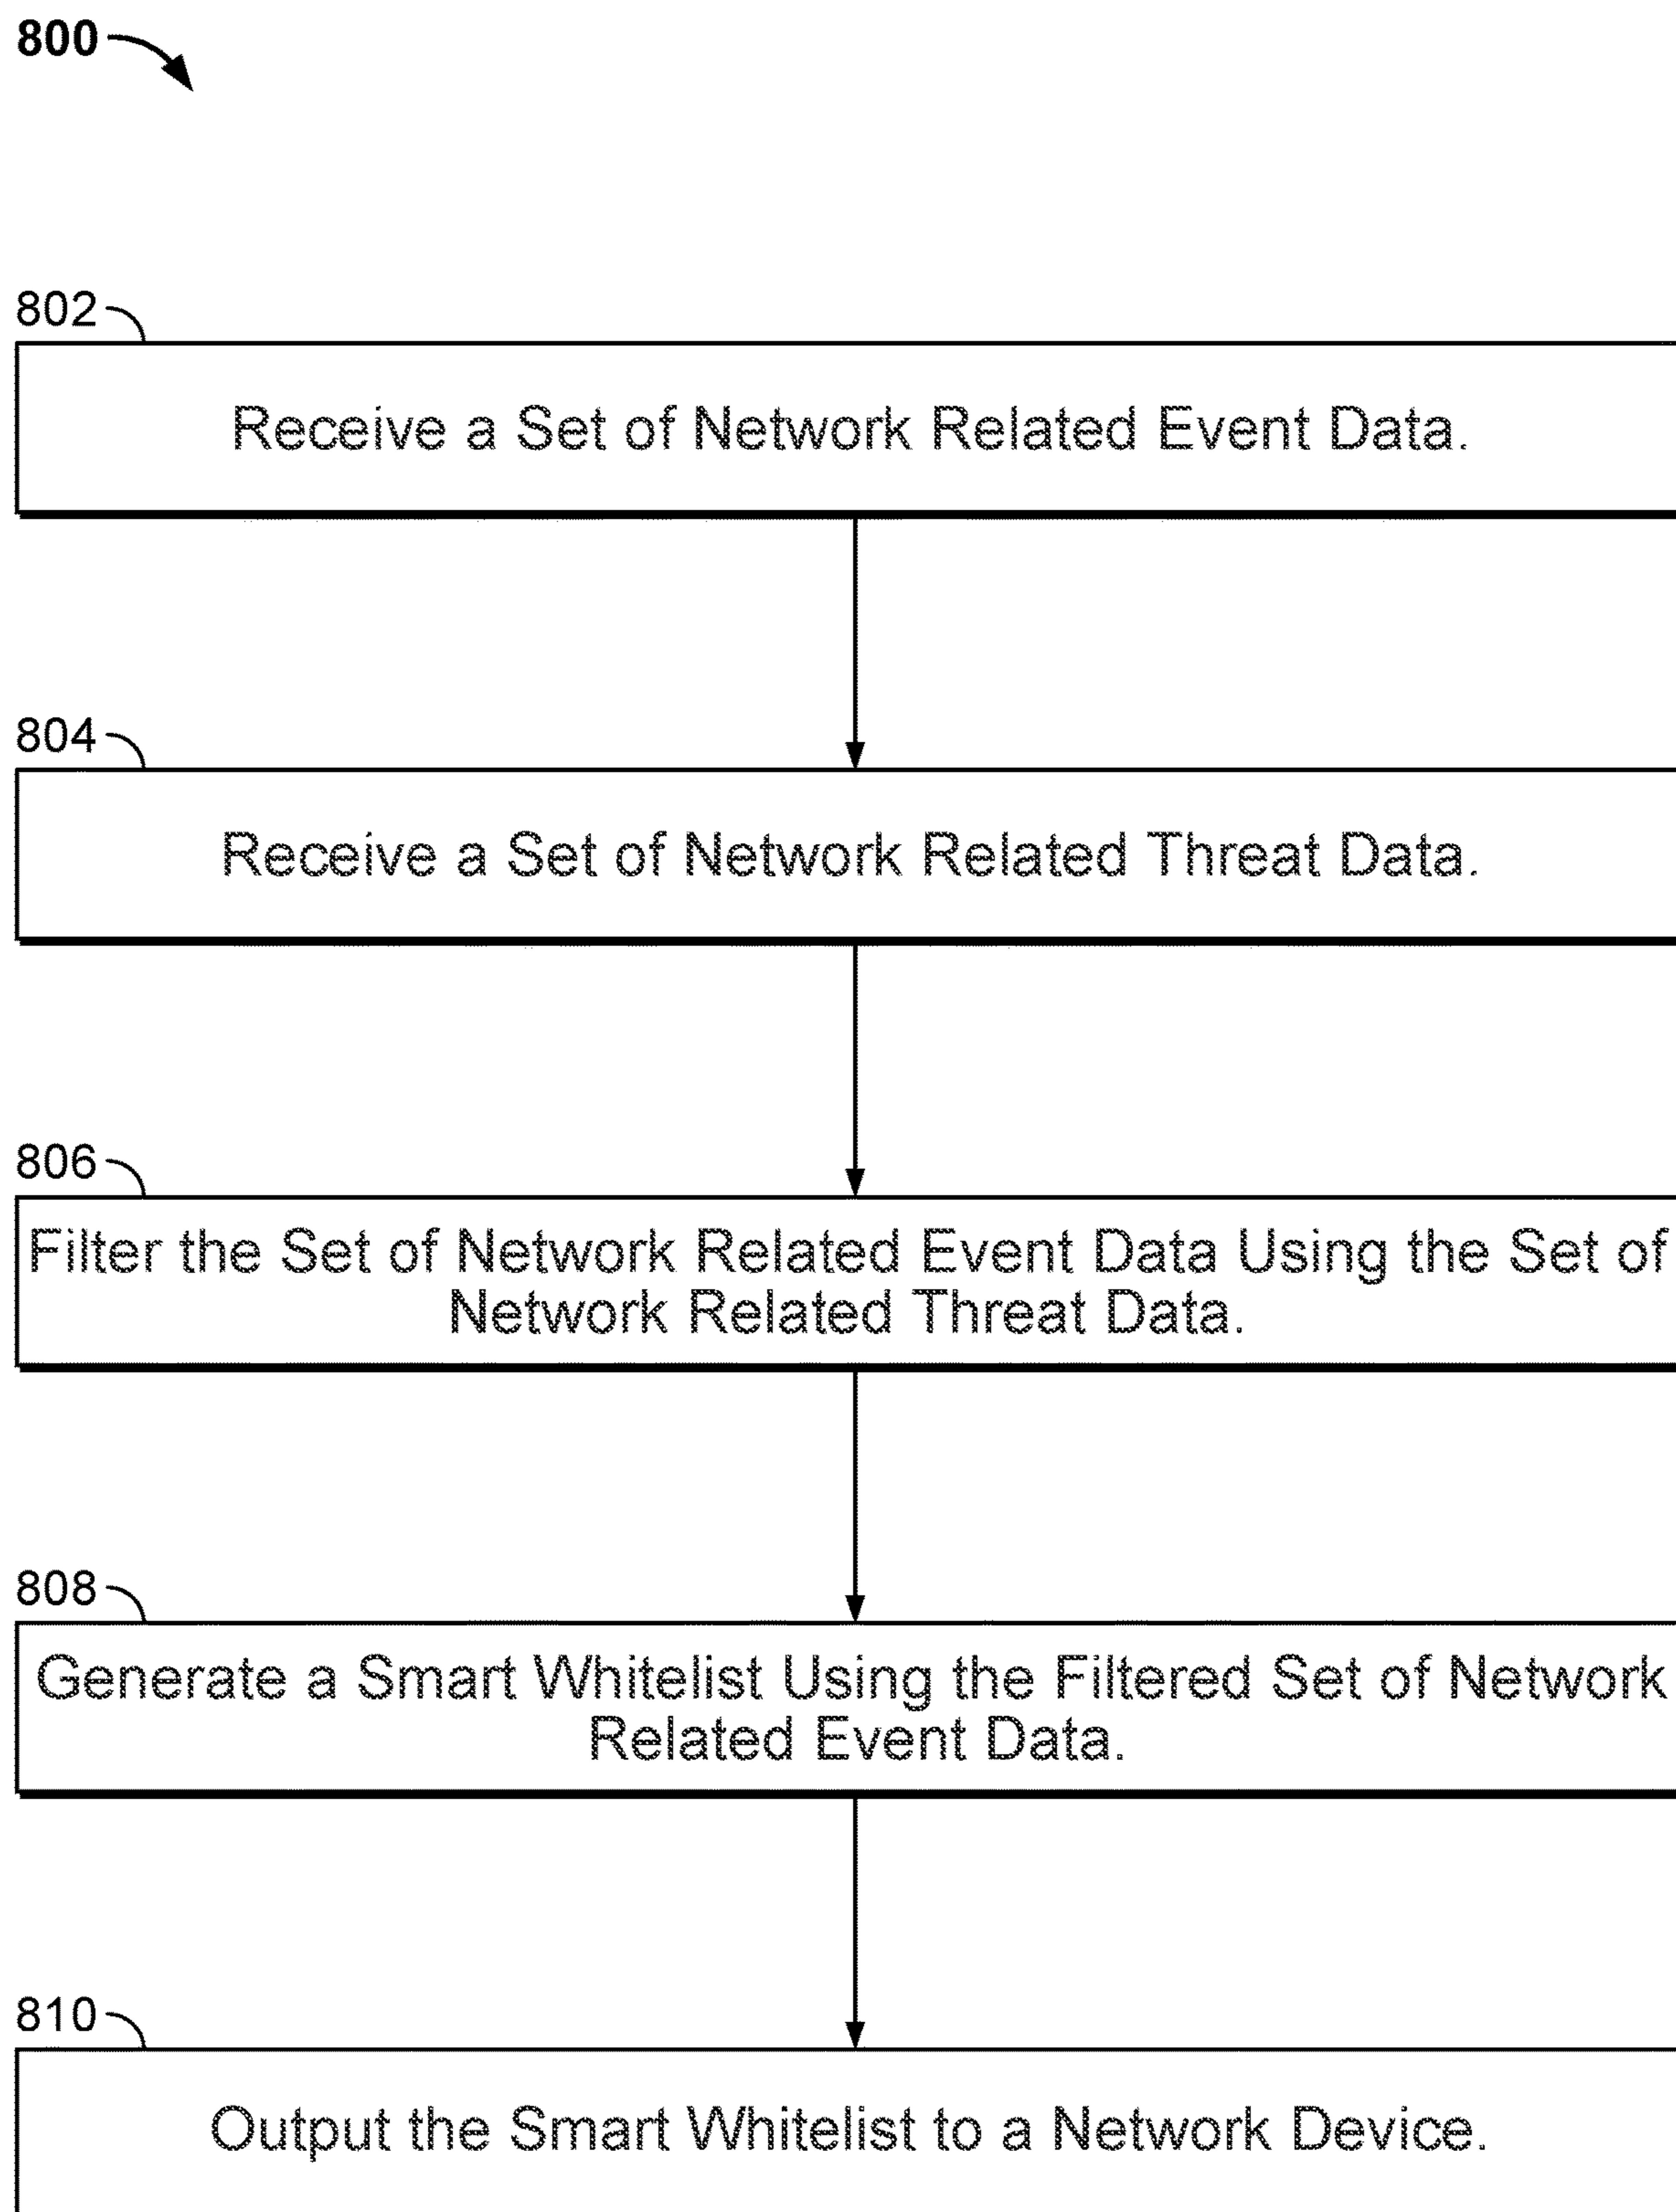 800
802
Receive a Set of Network Related Event Data.
804
Receive a Set of Network Related Threat Data.
806
Filter the Set of Network Related Event Data Using the Set of
Network Related Threat Data.
808
Generate a Smart Whitelist Using the Filtered Set of Network
Related Event Data.
810
Output the Smart Whitelist to a Network Device.